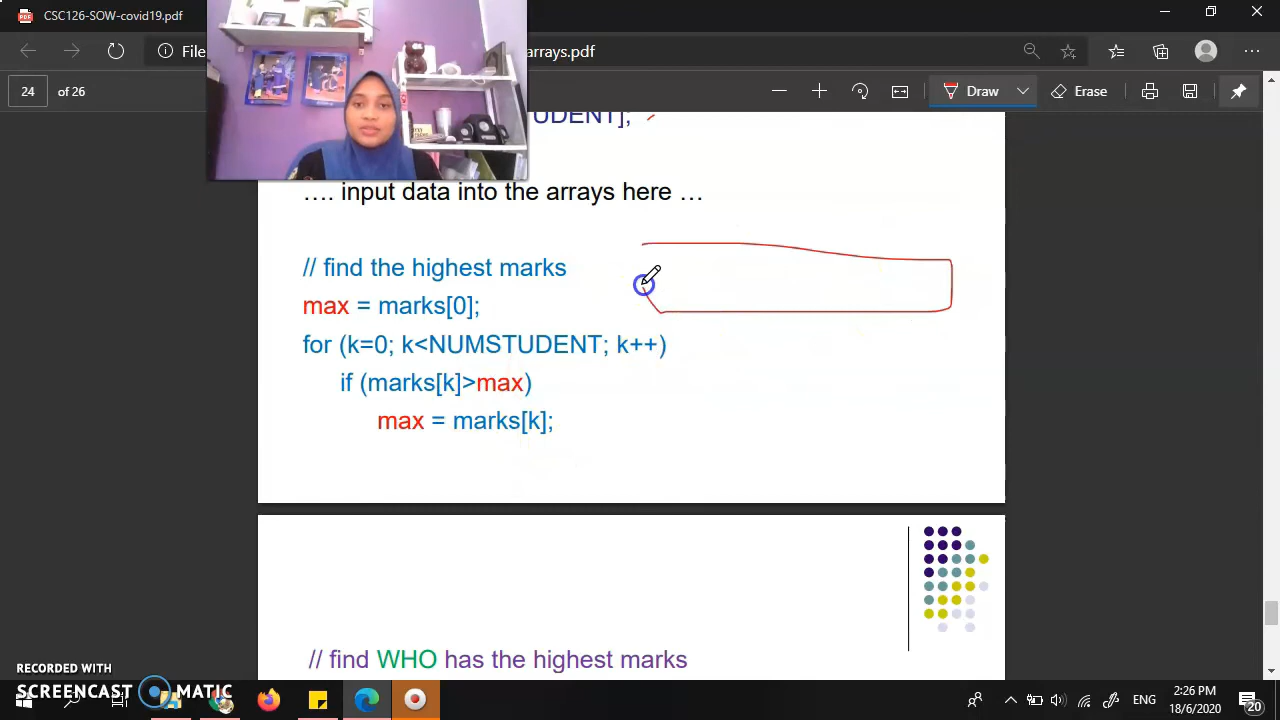 CSC126-SOW-covid19.pdf
File
arrays.pdf
24 of 26
Draw
Erase
UDENT];
…. input data into the arrays here …
// find the highest marks
max = marks[0];
for (k=0; k<NUMSTUDENT; k++)
if (marks[k]>max)
max = marks[k];
// find WHO has the highest marks
RECORDED WITH
SCREENCAST MATIC
ENG
2:26 PM
18/6/2020
20